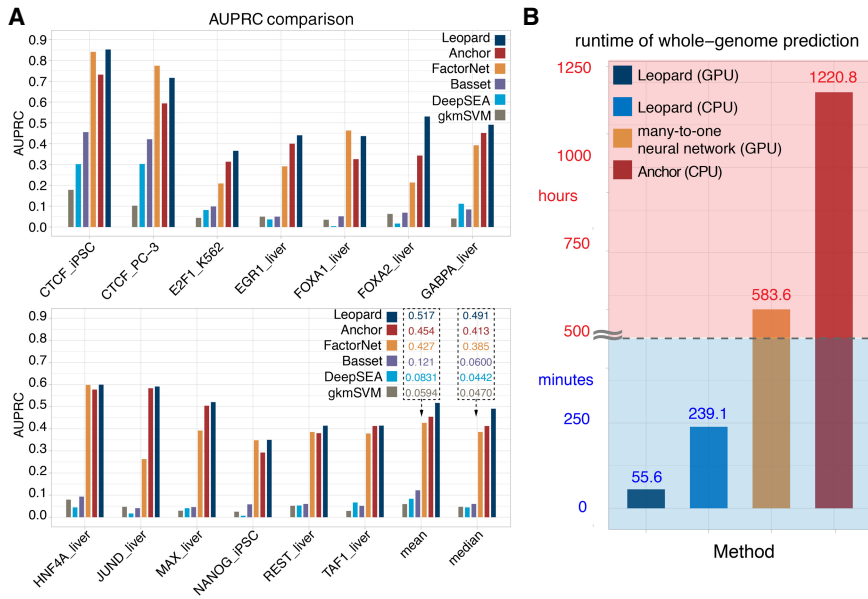 A
AUPRC comparison
AUPRC
0.9
0.8
0.7
0.6
0.5
0.4
0.3
0.2
0.1
0.0
Leopard
Anchor
FactorNet
Basset
DeepSEA
gkmSVM
CTCF_iPSC
CTCF_PC-3
E2F1_K562
EGR1_liver
FOXA1_liver
FOXA2_liver
GABPA_liver
AUPRC
0.9
0.8
0.7
0.6
0.5
0.4
0.3
0.2
0.1
0.0
Leopard 0.517 0.491
Anchor 0.454 0.413
FactorNet 0.427 0.385
Basset 0.121 0.0600
DeepSEA 0.0831 0.0442
gkmSVM 0.0594 0.0470
HNF4A_liver
JUND_liver
MAX_liver
NANOG_iPSC
REST_liver
TAF1_liver
mean
median
B
runtime of whole-genome prediction
1250
1000
hours
750
500
minutes
250
0
Leopard (GPU)
Leopard (CPU)
many-to-one
neural network (GPU)
Anchor (CPU)
55.6
239.1
583.6
1220.8
Method